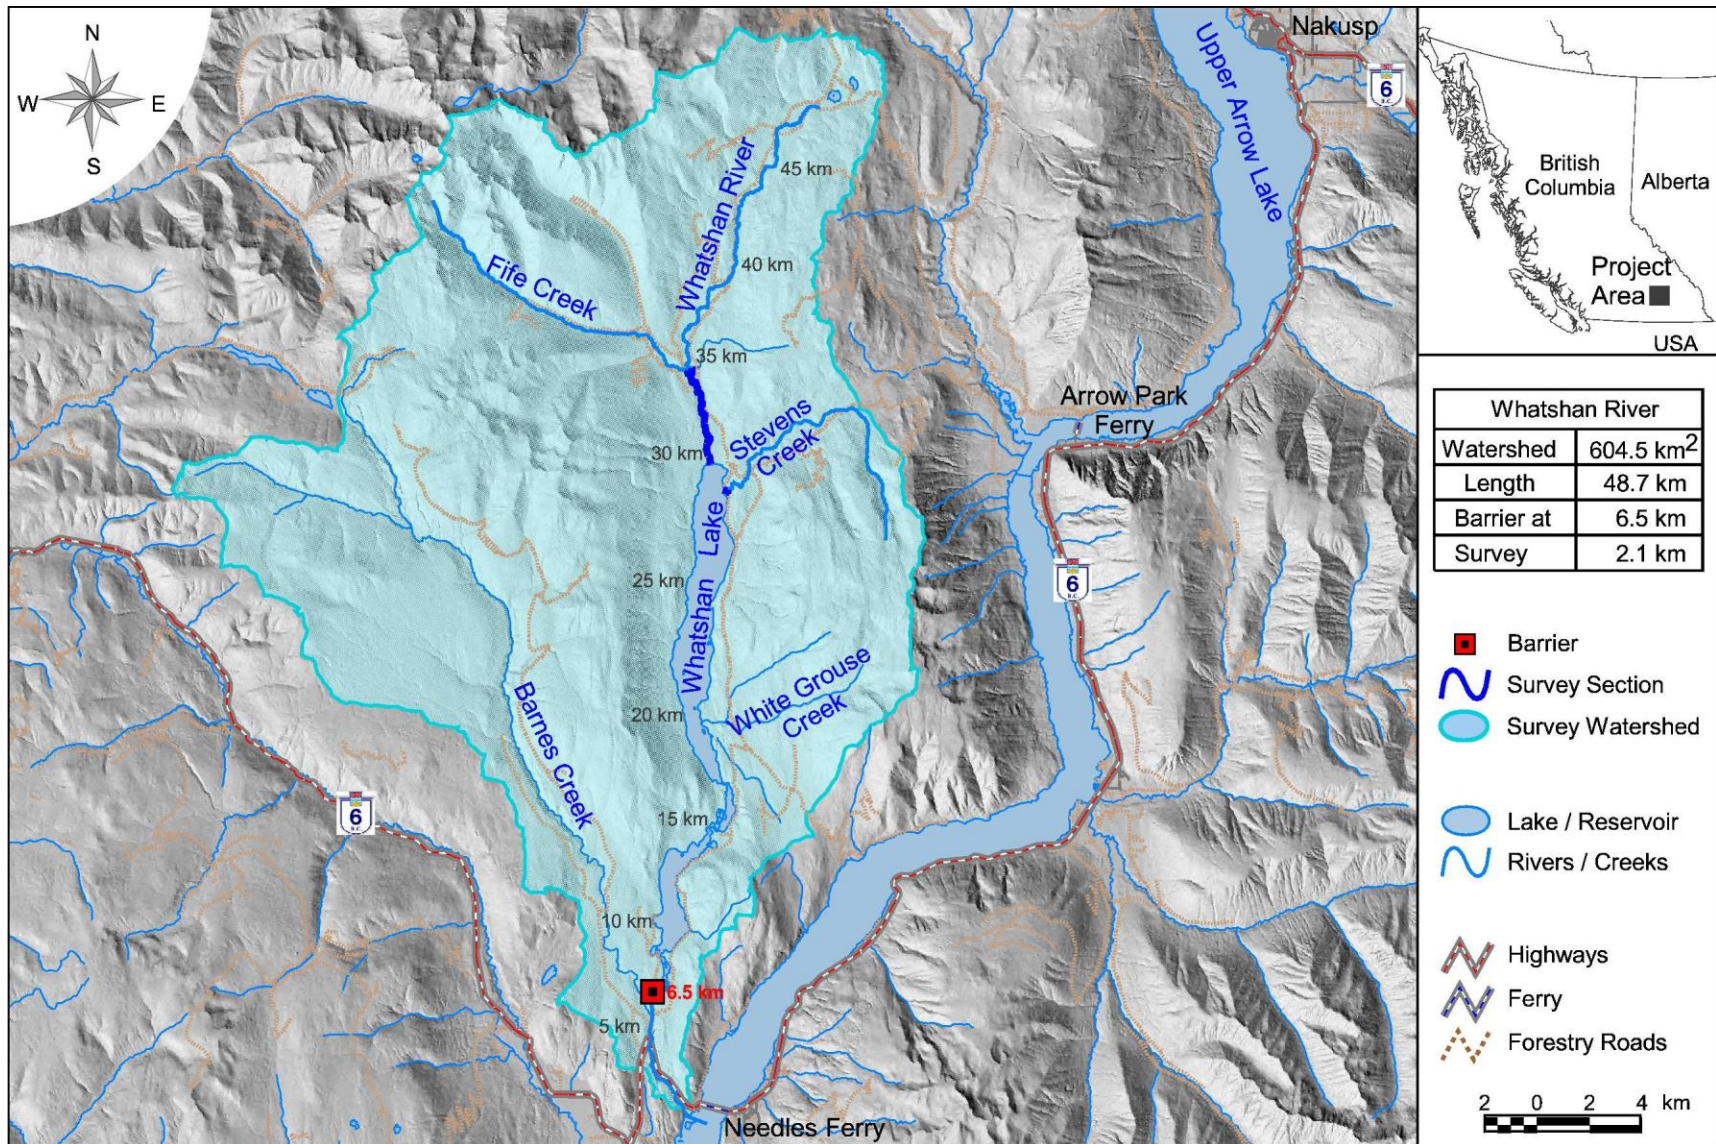 N
W
E
S
Nakusp
Upper Arrow Lake
6
B.C.
Whatshan River
45 km
40 km
Fife Creek
35 km
Arrow Park
Ferry
Stevens
Creek
30 km
Whatshan Lake
25 km
6
B.C.
White Grouse
Creek
20 km
Barnes Creek
6
B.C.
15 km
10 km
6.5 km
5 km
Needles Ferry
British
Columbia
Alberta
Project
Area
USA
Whatshan River
Watershed 604.5 km2
Length 48.7 km
Barrier at 6.5 km
Survey 2.1 km
Barrier
Survey Section
Survey Watershed
Lake / Reservoir
Rivers / Creeks
Highways
Ferry
Forestry Roads
2 0 2 4 km